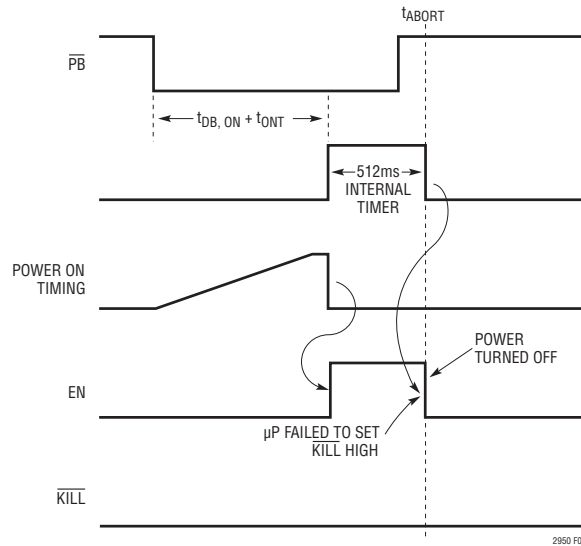 tABORT
PB
tDB, ON + tONT
512ms
INTERNAL
TIMER
POWER ON
TIMING
POWER
TURNED OFF
EN
µP FAILED TO SET
KILL HIGH
KILL
2950 F0